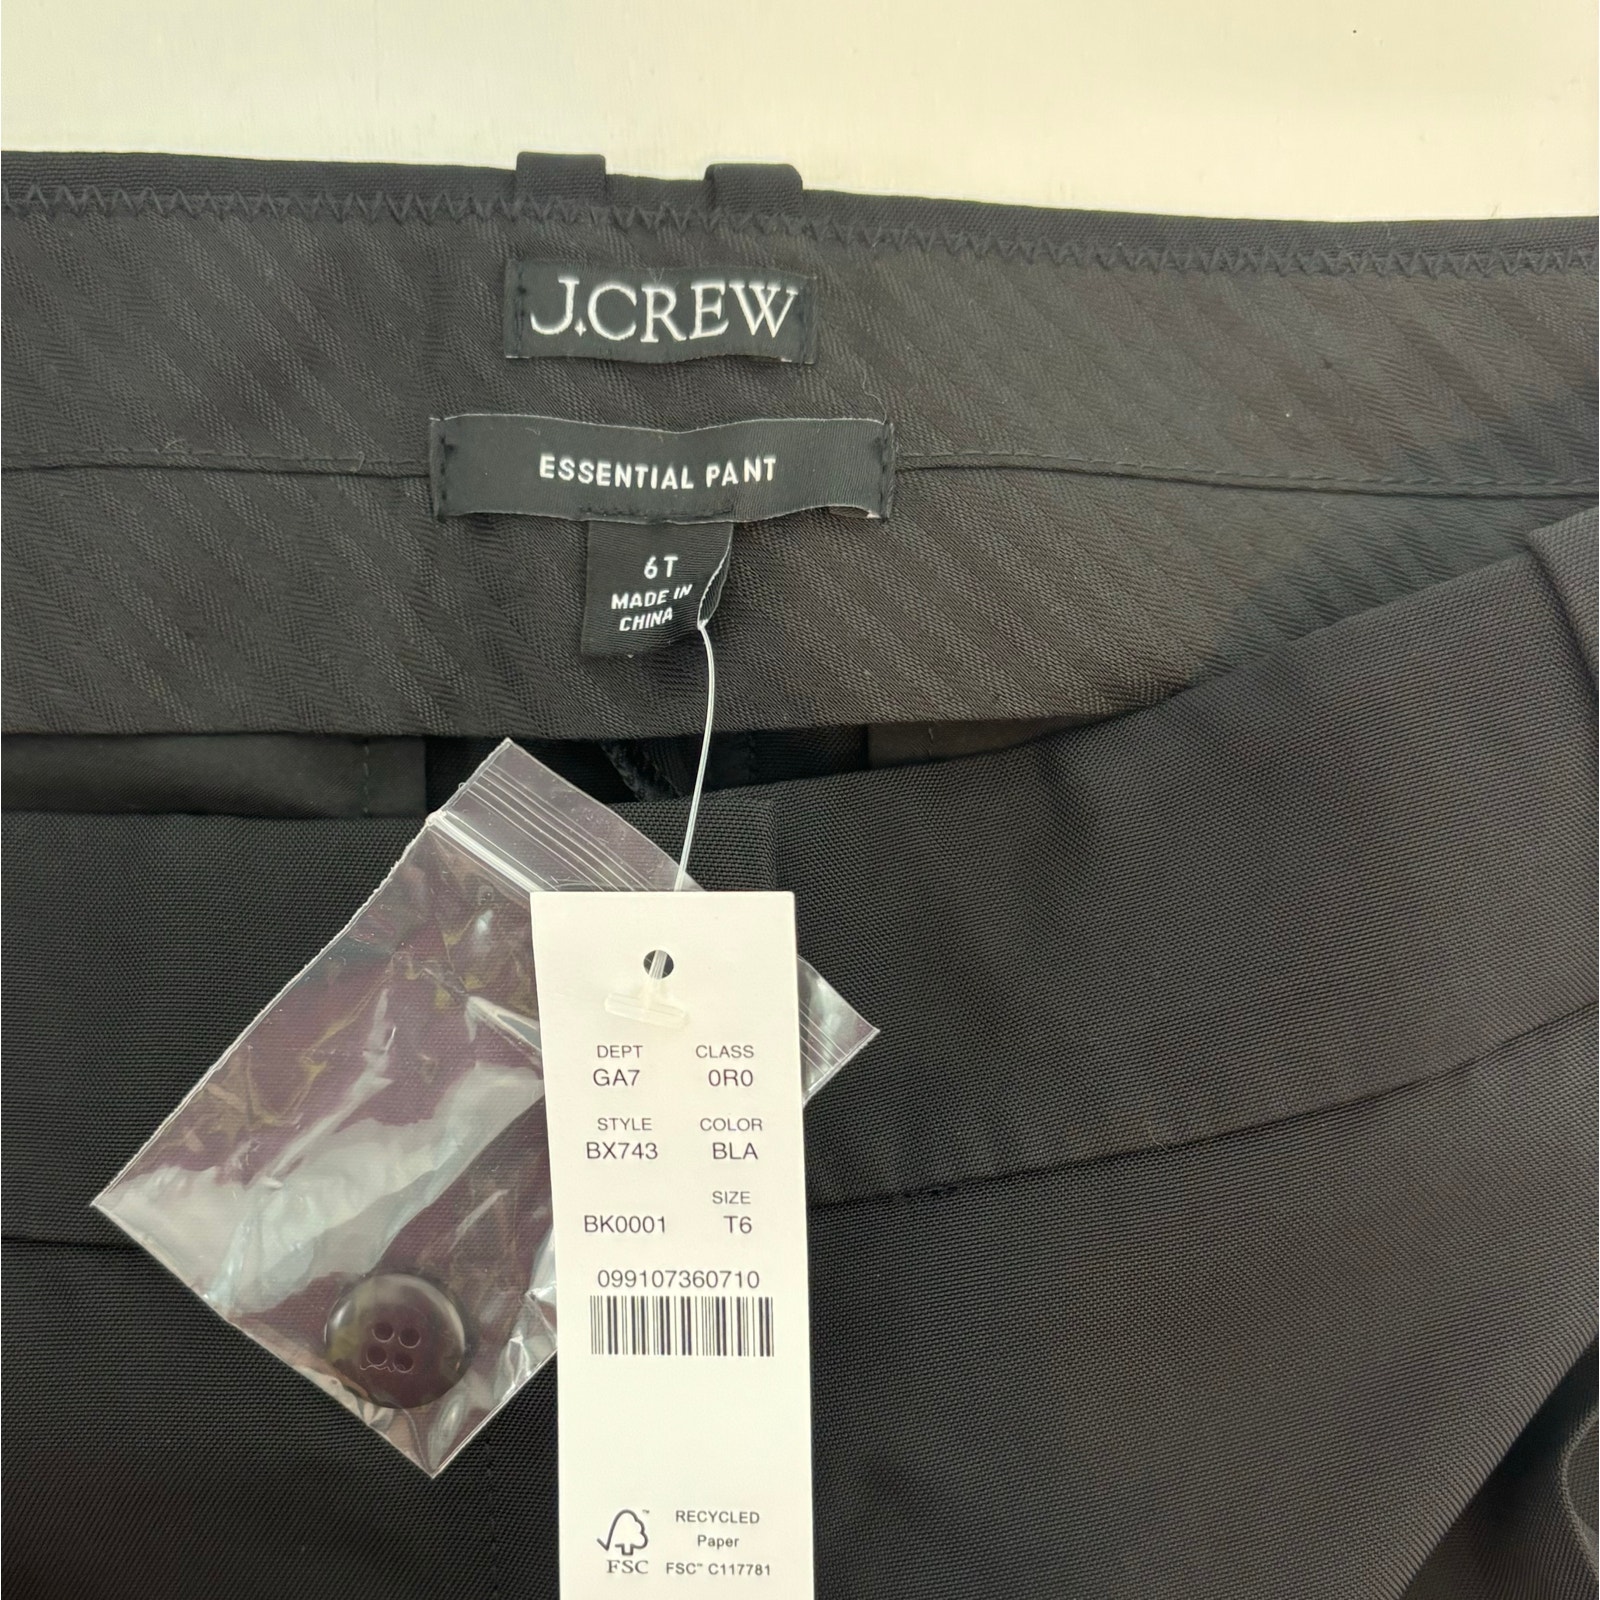 J.CREW
ESSENTIAL PANT
6T
MADE IN
CHINA
DEPT CLASS
GA7 0R0
STYLE COLOR
BX743 BLA
SIZE
BK0001 T6
099107360710
RECYCLED
Paper
FSC™ FSC™ C117781